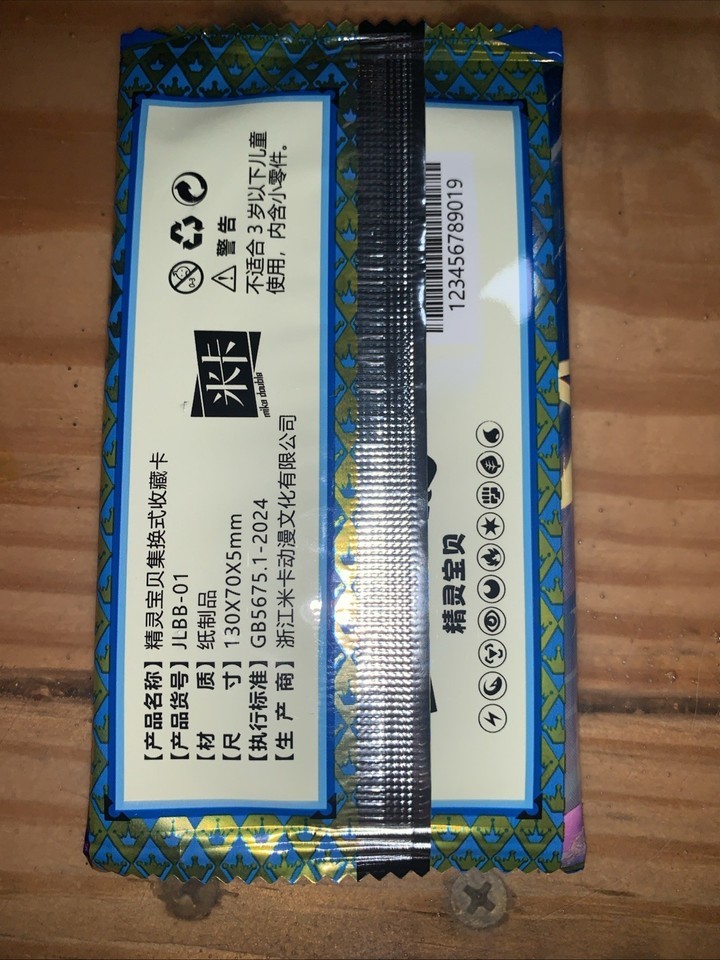 【产品名称】精灵宝贝集换式收藏卡
【产品货号】JLBB-01
【材 质】纸制品
【尺 寸】130X70X5mm
【执行标准】GB5675.1-2024
【生 产 商】浙江米卡动漫文化有限公司
米卡
mika double
0-3
警告
不适合 3 岁以下儿童
使用，内含小零件。
精灵宝贝
123456789019